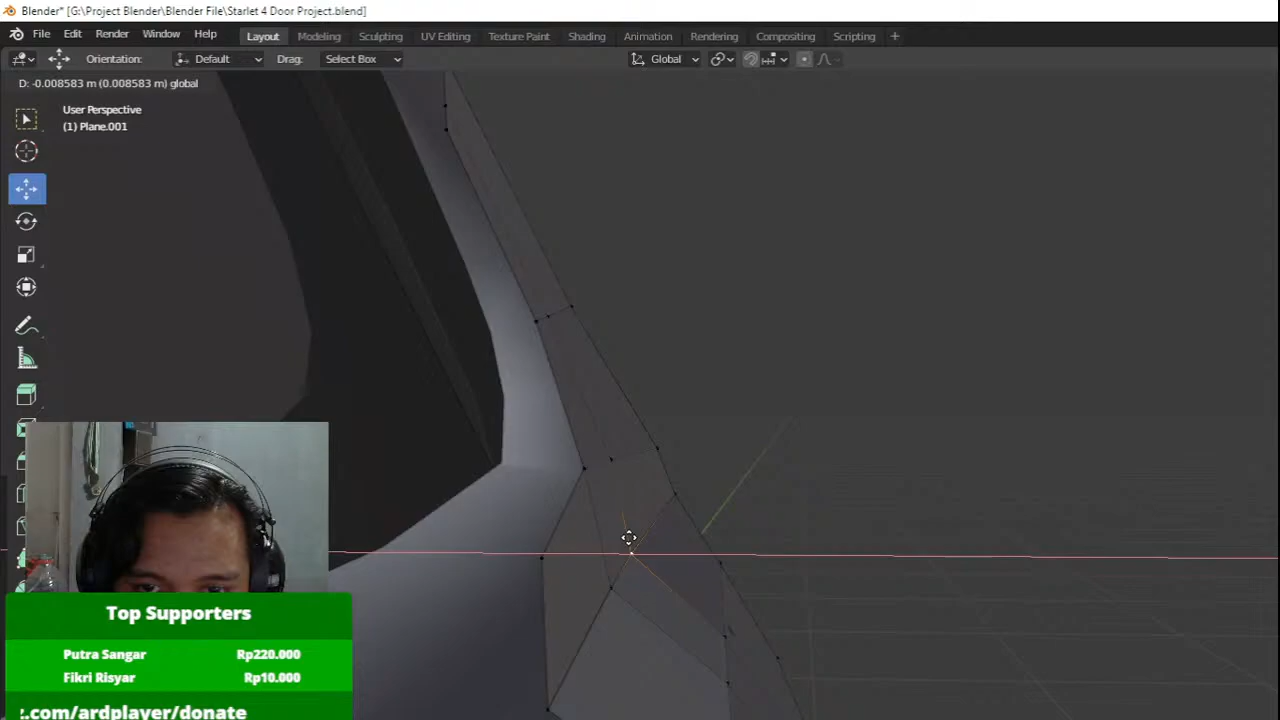 Blender* [G:\Project Blender\Blender File\Starlet 4 Door Project.blend]
File Edit Render Window Help Layout Modeling Sculpting UV Editing Texture Paint Shading Animation Rendering Compositing Scripting +
Orientation: Default Drag: Select Box Global
D: -0.008583 m (0.008583 m) global
User Perspective
(1) Plane.001
Top Supporters
Putra Sangar Rp220.000
Fikri Risyar Rp10.000
z.com/ardplayer/donate